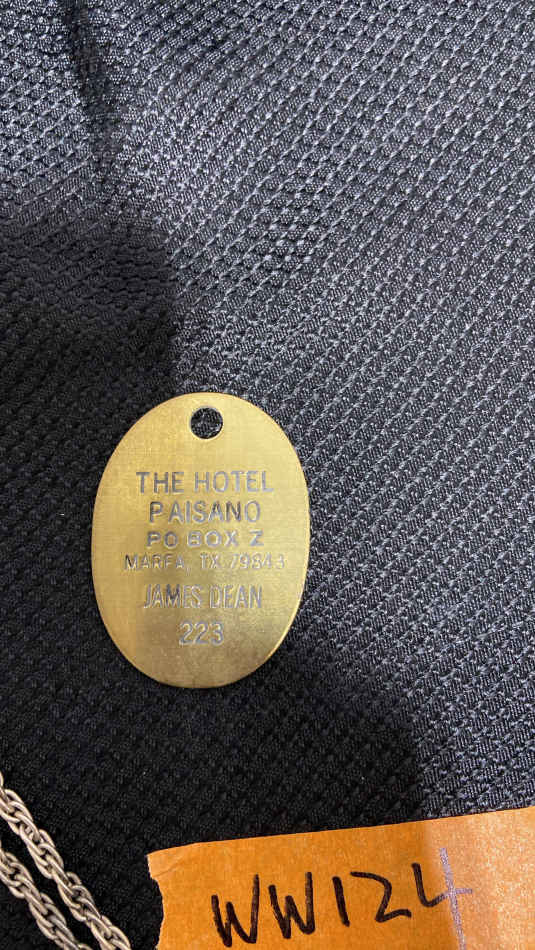 THE HOTEL
PAISANO
PO BOX Z
MARFA, TX 79843
JAMES DEAN
223
WW124